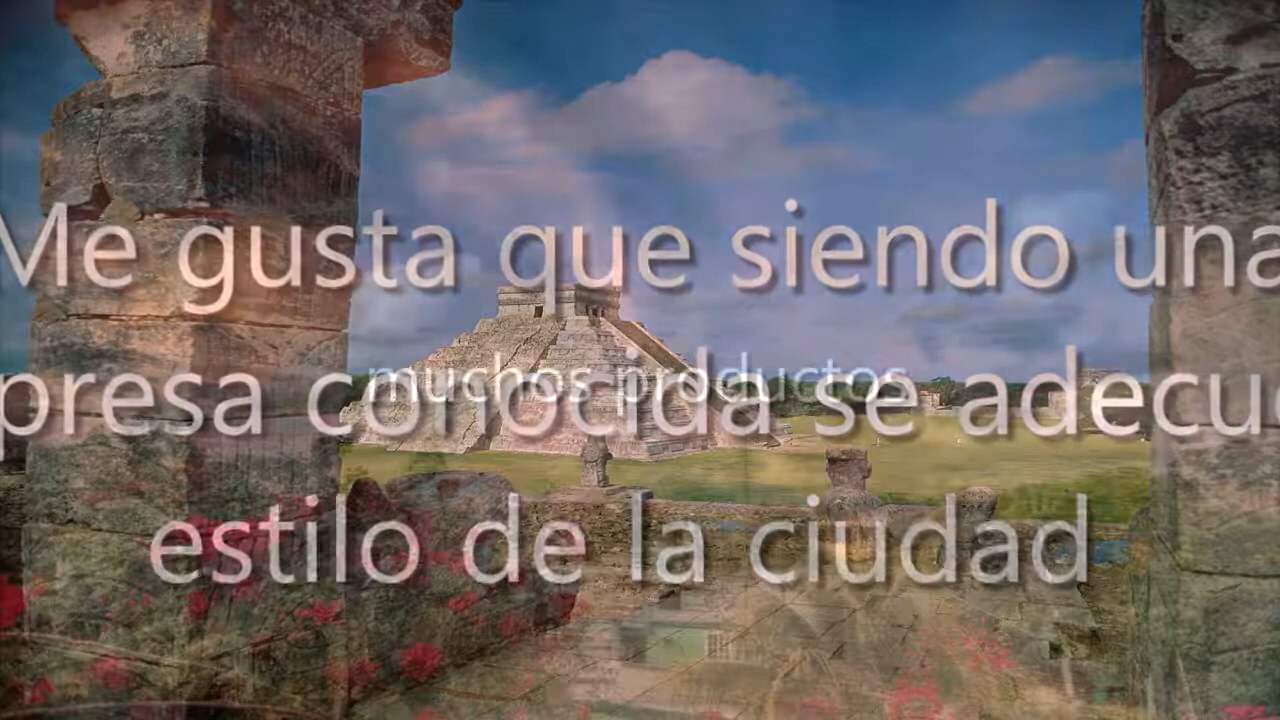 Me gusta que siendo una
presa conocida se adecu
muchos productos
estilo de la ciudad